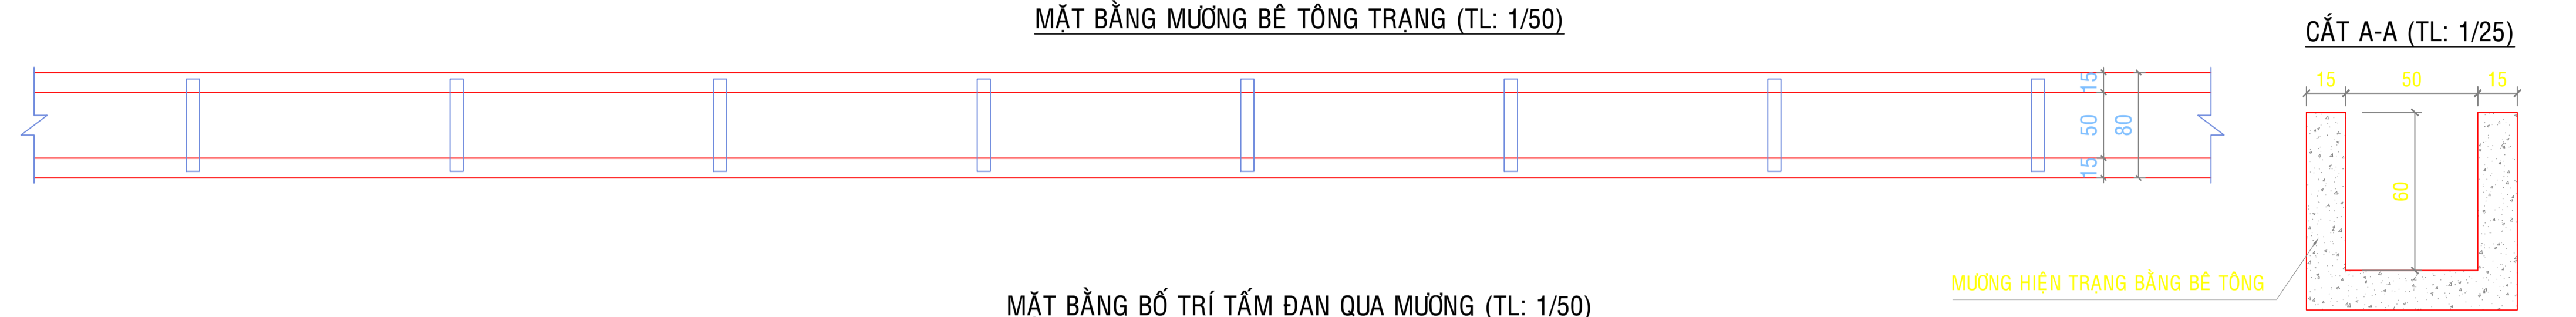 MẶT BẰNG MƯƠNG BÊ TÔNG TRẠNG (TL: 1/50)
CẮT A-A (TL: 1/25)
15
50
15
15
50
80
15
60
MƯƠNG HIỆN TRẠNG BẰNG BÊ TÔNG
MẶT BẰNG BỐ TRÍ TẤM ĐAN QUA MƯƠNG (TL: 1/50)